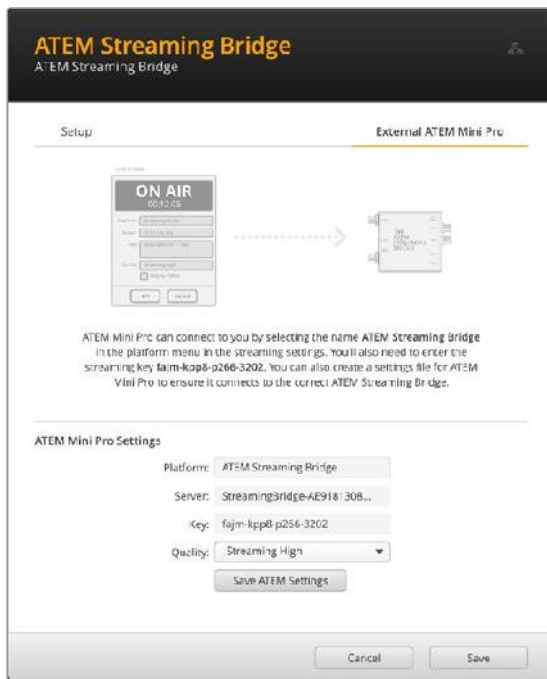 ATEM Streaming Bridge
ATEM Streaming Bridge
Setup
External ATEM Mini Pro
ON AIR
ATEM Mini Pro can connect to you by selecting the name ATEM Streaming Bridge
in the platform menu in the streaming settings. You'll also need to enter the
streaming key fajm-kpp8-p266-3202. You can also create a settings file for ATEM
Mini Pro to ensure it connects to the correct ATEM Streaming Bridge.
ATEM Mini Pro Settings
Platform: ATEM Streaming Bridge
Server: StreamingBridge-AE9181308...
Key: fajm-kpp8-p266-3202
Quality: Streaming High
Save ATEM Settings
Cancel
Save